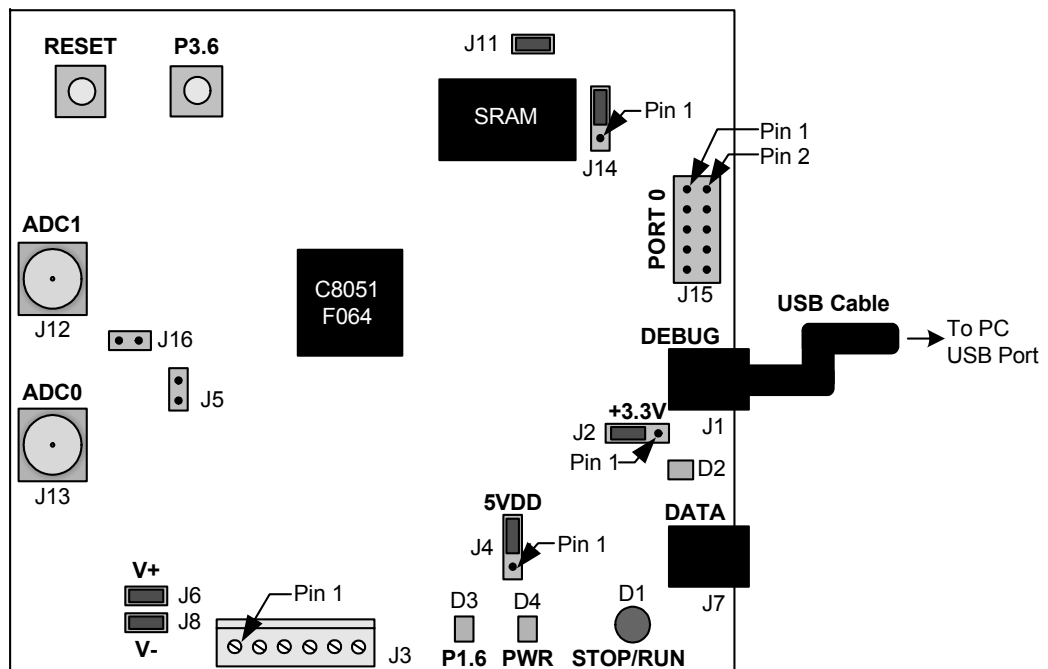 RESET
P3.6
J11
SRAM
Pin 1
J14
Pin 1
Pin 2
PORT 0
J15
ADC1
J12
C8051
F064
J16
J5
ADC0
J13
USB Cable
To PC
USB Port
DEBUG
J1
+3.3V
J2
Pin 1
D2
5VDD
J4
Pin 1
DATA
J7
V+
J6
J8
V-
Pin 1
J3
D3
P1.6
D4
PWR
D1
STOP/RUN